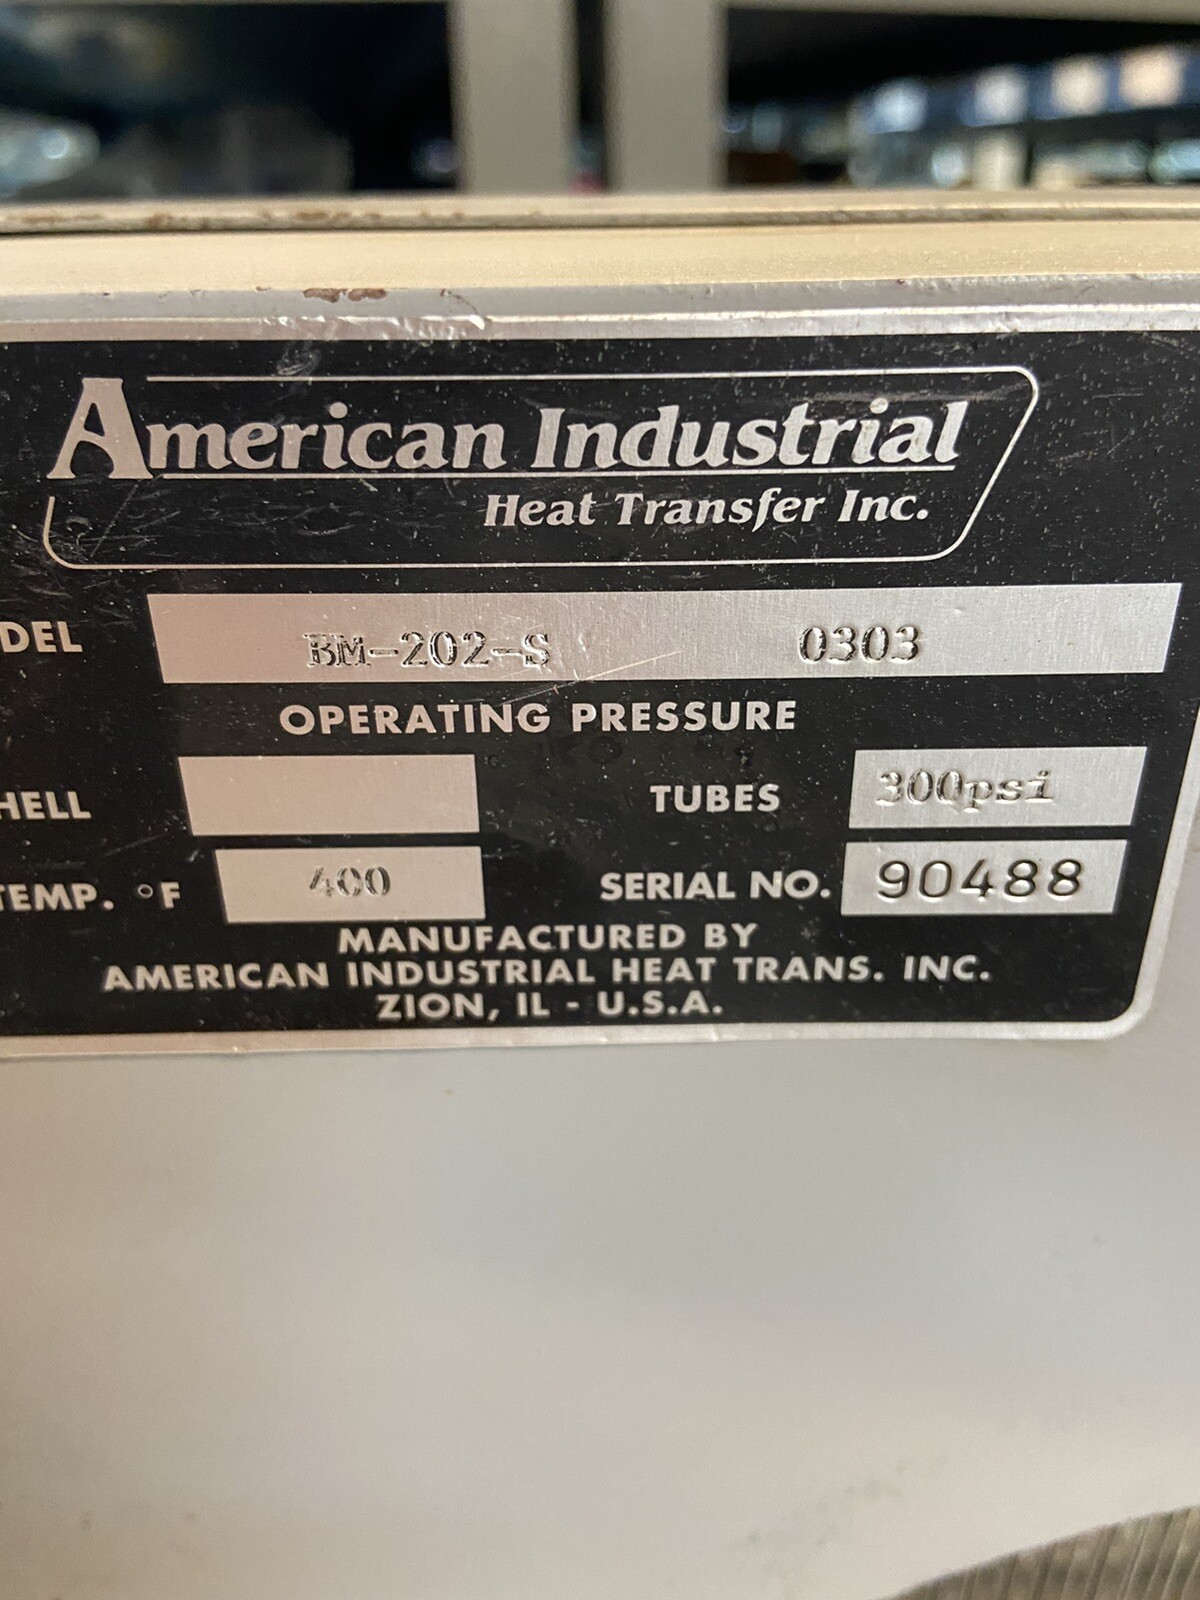 American Industrial
Heat Transfer Inc.
DEL BM-202-S 0303
OPERATING PRESSURE
HELL TUBES 300psi
TEMP. °F 400 SERIAL NO. 90488
MANUFACTURED BY
AMERICAN INDUSTRIAL HEAT TRANS. INC.
ZION, IL - U.S.A.